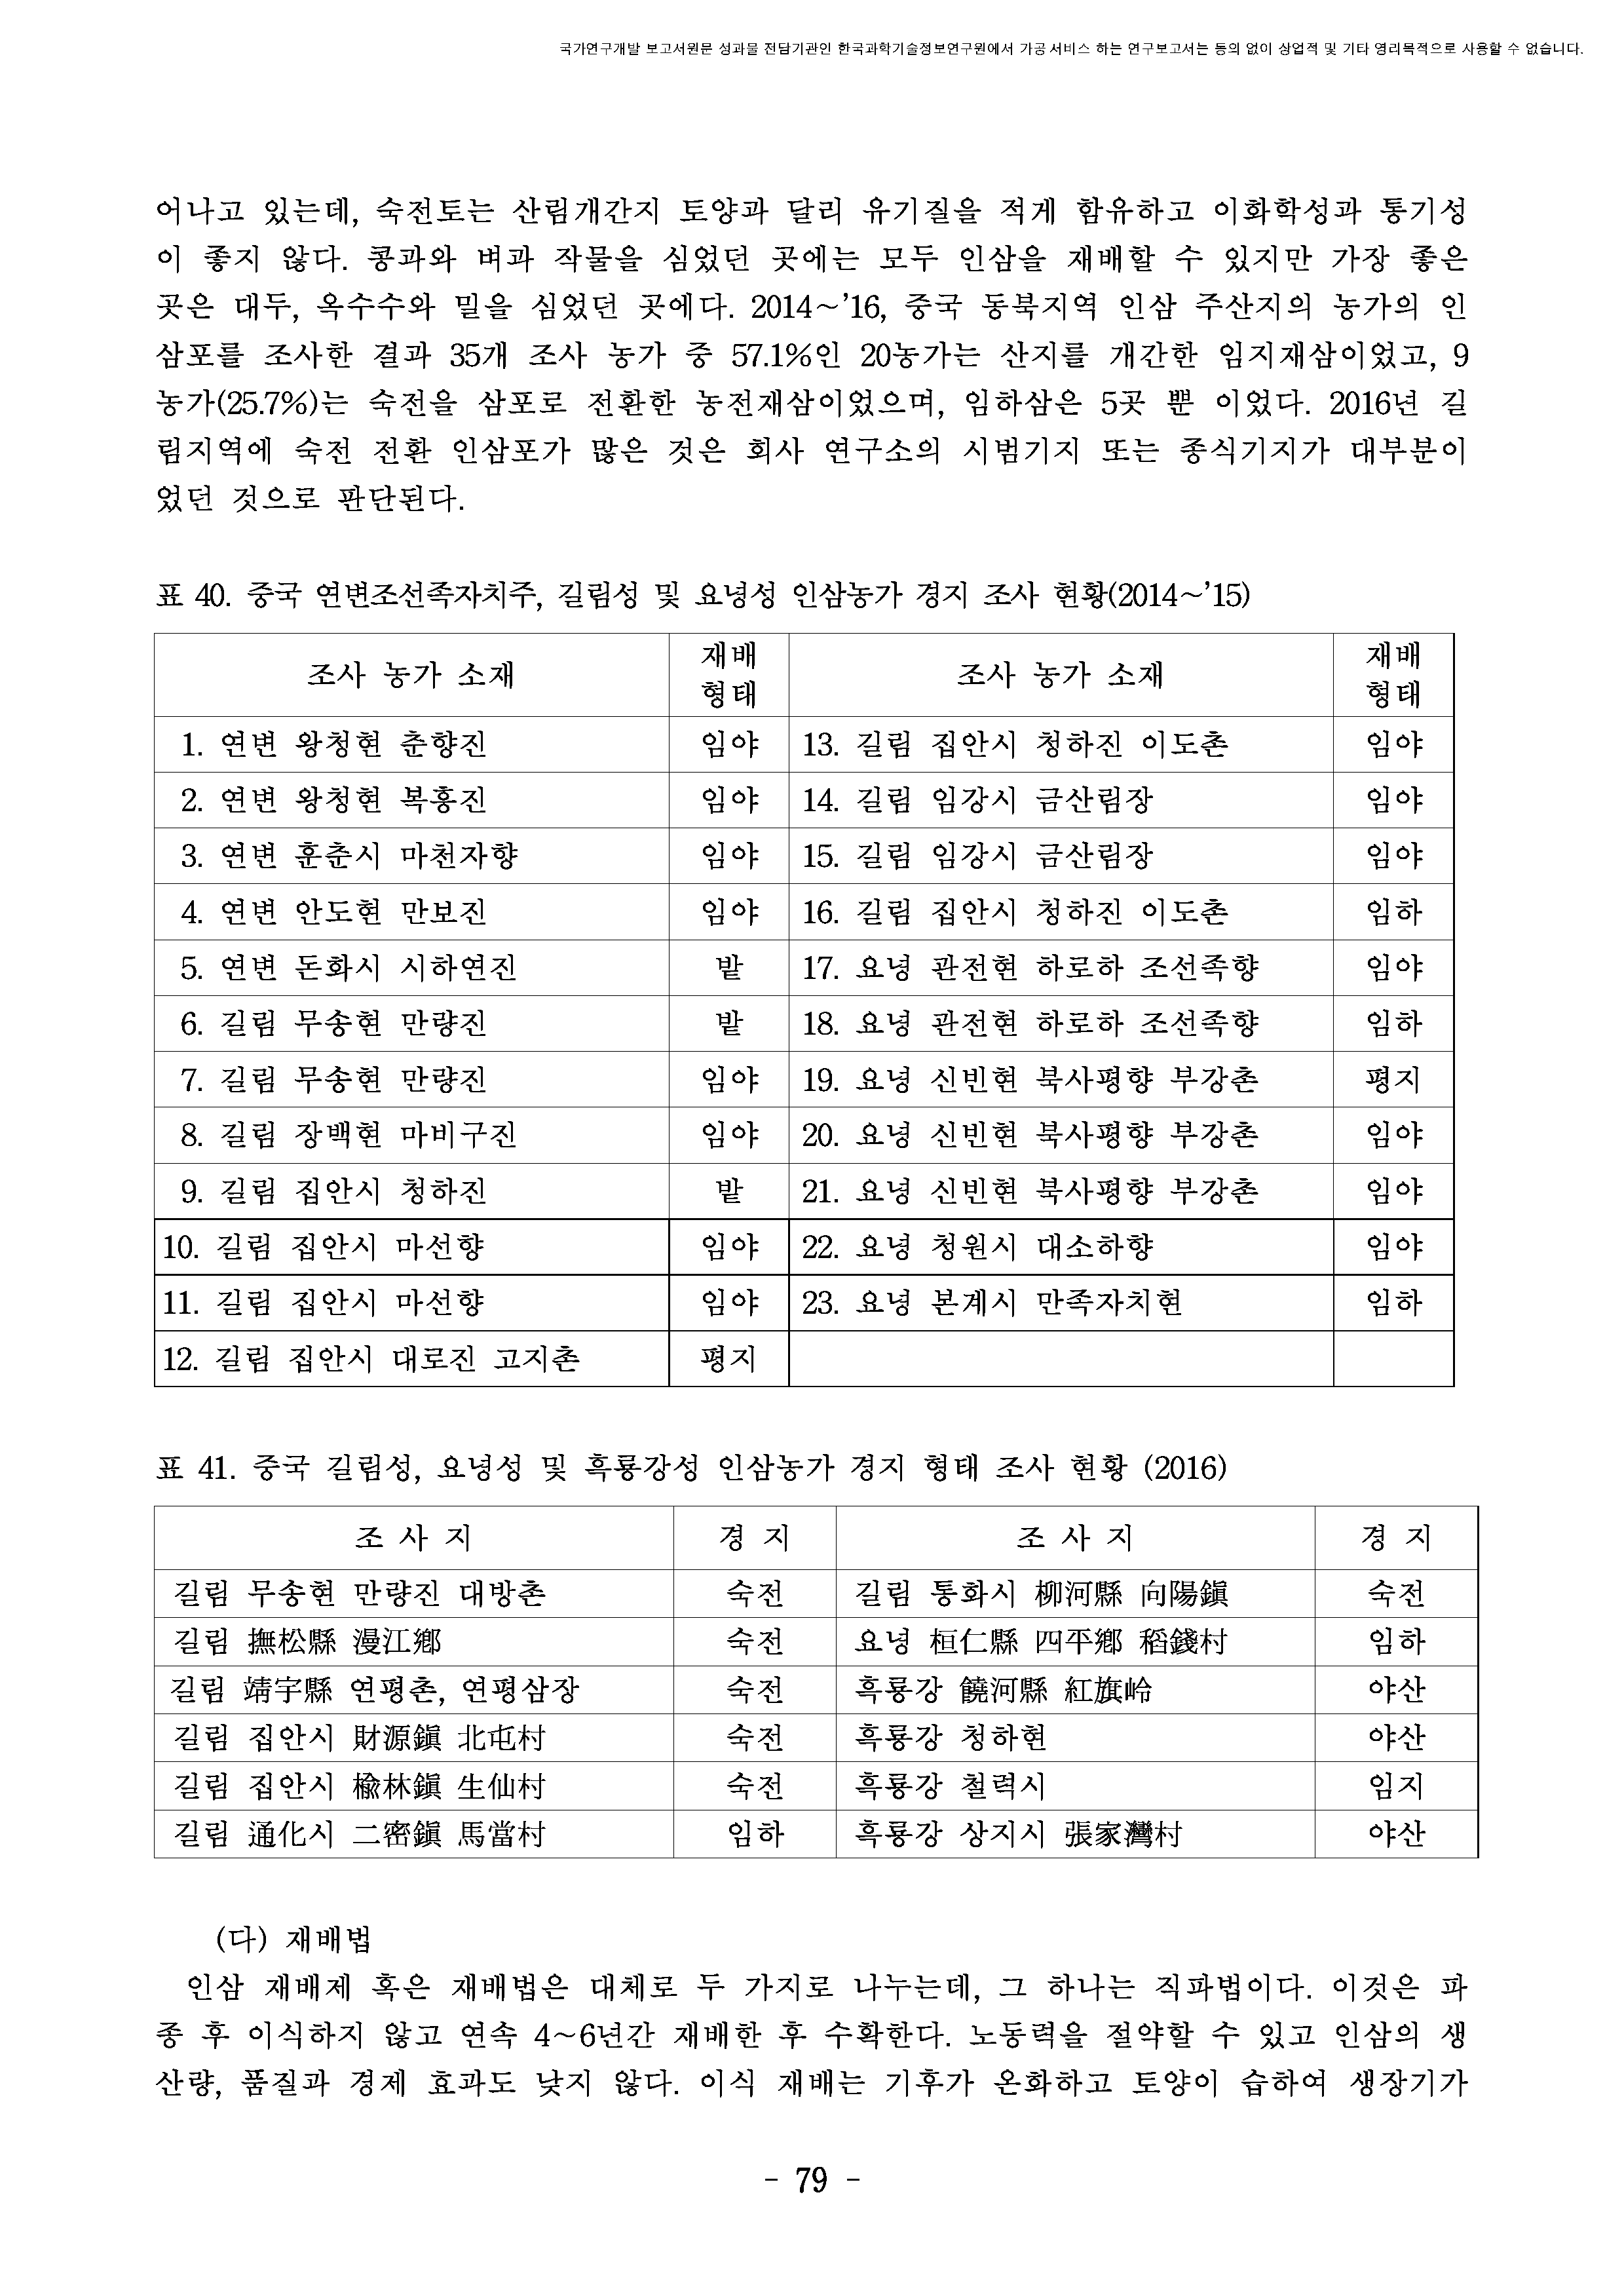 국가연구개발 보고서원문 성과물 전담기관인 한국과학기술정보연구원에서 가공·서비스 하는 연구보고서는 동의 없이 상업적 및 기타 영리목적으로 사용할 수 없습니다.
어나고 있는데, 숙전토는 산림개간지 토양과 달리 유기질을 적게 함유하고 이화학성과 통기성
이 좋지 않다. 콩과와 벼과 작물을 심었던 곳에는 모두 인삼을 재배할 수 있지만 가장 좋은
곳은 대두, 옥수수와 밀을 심었던 곳에다. 2014~’16, 중국 동북지역 인삼 주산지의 농가의 인
삼포를 조사한 결과 35개 조사 농가 중 57.1%인 20농가는 산지를 개간한 임지재삼이었고, 9
농가(25.7%)는 숙전을 삼포로 전환한 농전재삼이었으며, 임하삼은 5곳 뿐 이었다. 2016년 길
림지역에 숙전 전환 인삼포가 많은 것은 회사 연구소의 시범기지 또는 종식기지가 대부분이
었던 것으로 판단된다.
표 40. 중국 연변조선족자치주, 길림성 및 요녕성 인삼농가 경지 조사 현황(2014~’15)
조사 농가 소재 재배 형태 조사 농가 소재 재배 형태
1. 연변 왕청현 춘향진 임야 13. 길림 집안시 청하진 이도촌 임야
2. 연변 왕청현 복흥진 임야 14. 길림 임강시 금산림장 임야
3. 연변 훈춘시 마천자향 임야 15. 길림 임강시 금산림장 임야
4. 연변 안도현 만보진 임야 16. 길림 집안시 청하진 이도촌 임하
5. 연변 돈화시 시하연진 밭 17. 요녕 관전현 하로하 조선족향 임야
6. 길림 무송현 만량진 밭 18. 요녕 관전현 하로하 조선족향 임하
7. 길림 무송현 만량진 임야 19. 요녕 신빈현 북사평향 부강촌 평지
8. 길림 장백현 마비구진 임야 20. 요녕 신빈현 북사평향 부강촌 임야
9. 길림 집안시 청하진 밭 21. 요녕 신빈현 북사평향 부강촌 임야
10. 길림 집안시 마선향 임야 22. 요녕 청원시 대소하향 임야
11. 길림 집안시 마선향 임야 23. 요녕 본계시 만족자치현 임하
12. 길림 집안시 대로진 고지촌 평지
표 41. 중국 길림성, 요녕성 및 흑룡강성 인삼농가 경지 형태 조사 현황 (2016)
조 사 지 경 지 조 사 지 경 지
길림 무송현 만량진 대방촌 숙전 길림 통화시 柳河縣 向陽鎭 숙전
길림 撫松縣 漫江鄕 숙전 요녕 桓仁縣 四平鄕 稻錢村 임하
길림 靖宇縣 연평촌, 연평삼장 숙전 흑룡강 饒河縣 紅旗岭 야산
길림 집안시 財源鎭 北屯村 숙전 흑룡강 청하현 야산
길림 집안시 楡林鎭 生仙村 숙전 흑룡강 철력시 임지
길림 通化시 二密鎭 馬當村 임하 흑룡강 상지시 張家灣村 야산
(다) 재배법
인삼 재배제 혹은 재배법은 대체로 두 가지로 나누는데, 그 하나는 직파법이다. 이것은 파
종 후 이식하지 않고 연속 4~6년간 재배한 후 수확한다. 노동력을 절약할 수 있고 인삼의 생
산량, 품질과 경제 효과도 낮지 않다. 이식 재배는 기후가 온화하고 토양이 습하여 생장기가
- 79 -